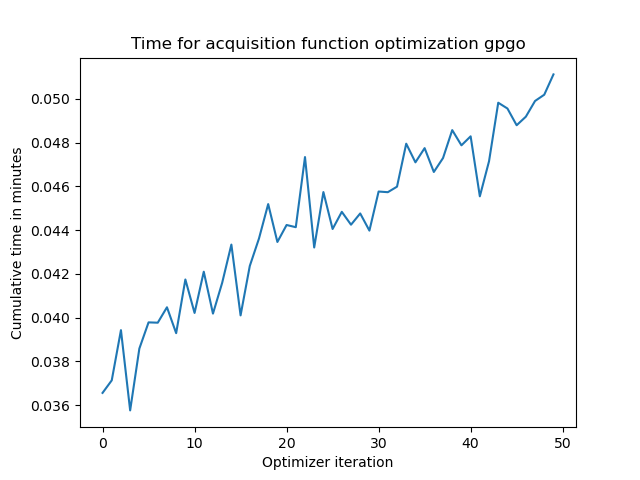 Time for acquisition function optimization gpgo
0.050
0.048
0.046
0.044
0.042
0.040
0.038
0.036
Cumulative time in minutes
0 10 20 30 40 50
Optimizer iteration